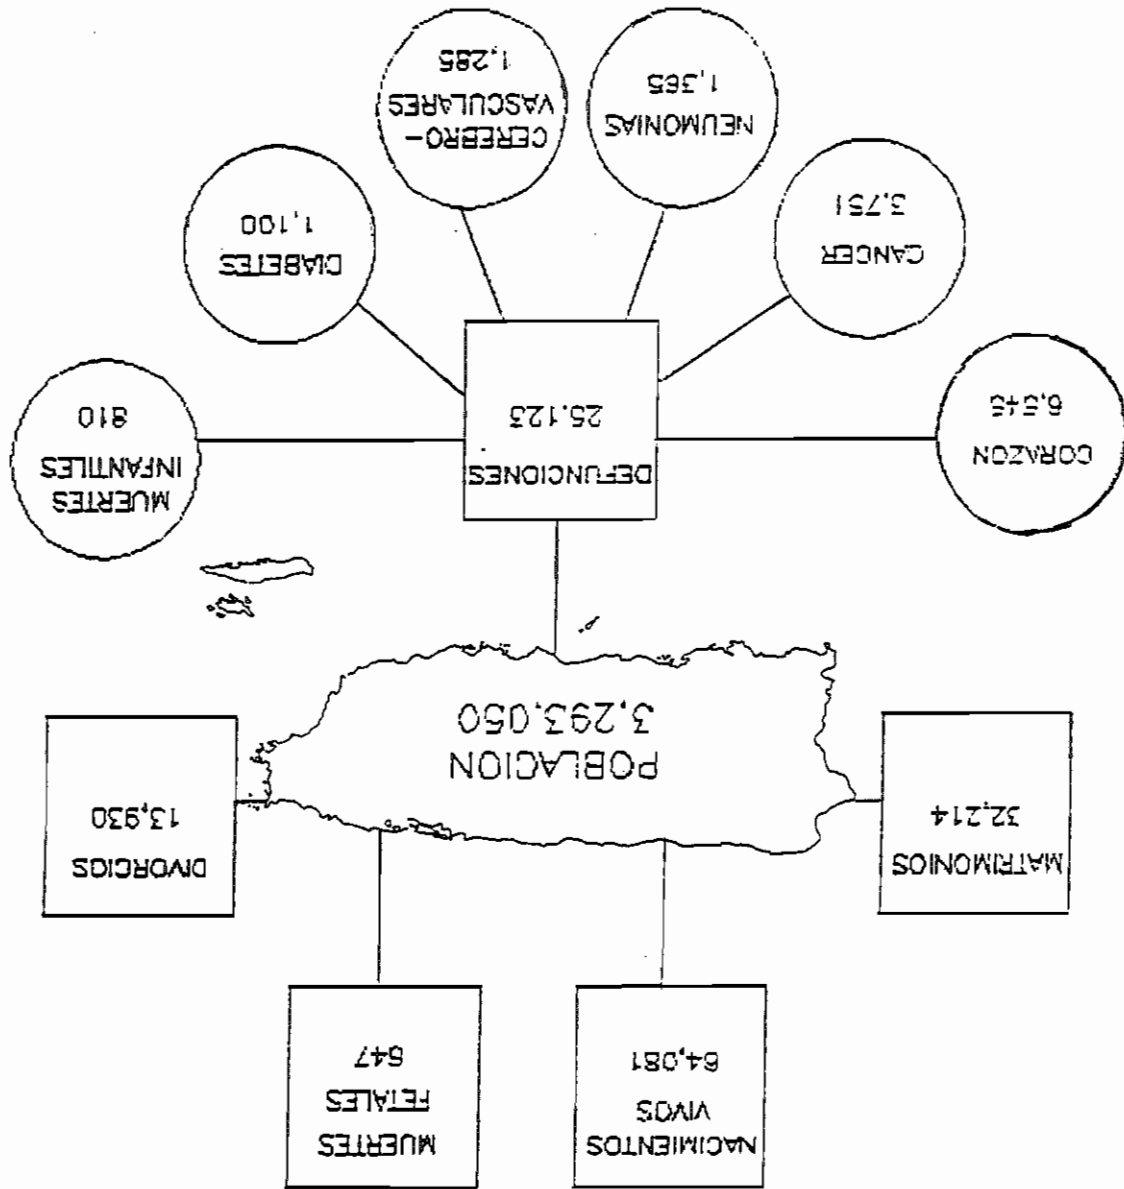 NACIMIENTOS
VIVOS
64,081
MUERTES
FETALES
647
MATRIMONIOS
32,214
POBLACION
3,293,050
DIVORCIOS
13,930
DEFUNCIONES
25.123
CORAZON
6,545
CANCER
3,751
NEUMONIAS
1,365
CEREBRO-
VASCULARES
1,285
DIABETES
1,100
MUERTES
INFANTILES
810